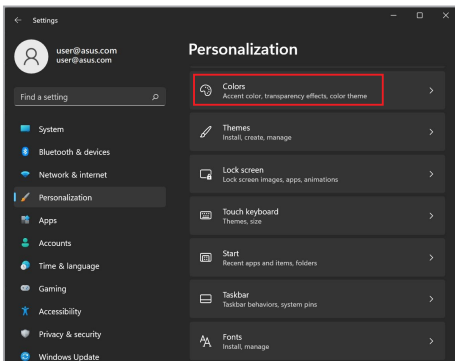 Settings
user@asus.com
user@asus.com
Find a setting
System
Bluetooth & devices
Network & internet
Personalization
Apps
Accounts
Time & language
Gaming
Accessibility
Privacy & security
Windows Update
Personalization
Colors
Accent color, transparency effects, color theme
Themes
Install, create, manage
Lock screen
Lock screen images, apps, animations
Touch keyboard
Themes, size
Start
Recent apps and items, folders
Taskbar
Taskbar behaviors, system pins
Fonts
Install, manage